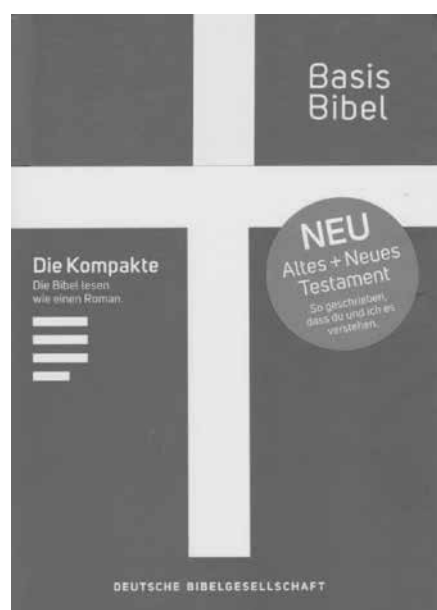 Basis
Bibel
NEU
Altes + Neues
Testament
So geschrieben,
dass du und ich es
verstehen.
Die Kompakte
Die Bibel lesen
wie einen Roman.
DEUTSCHE BIBELGESELLSCHAFT